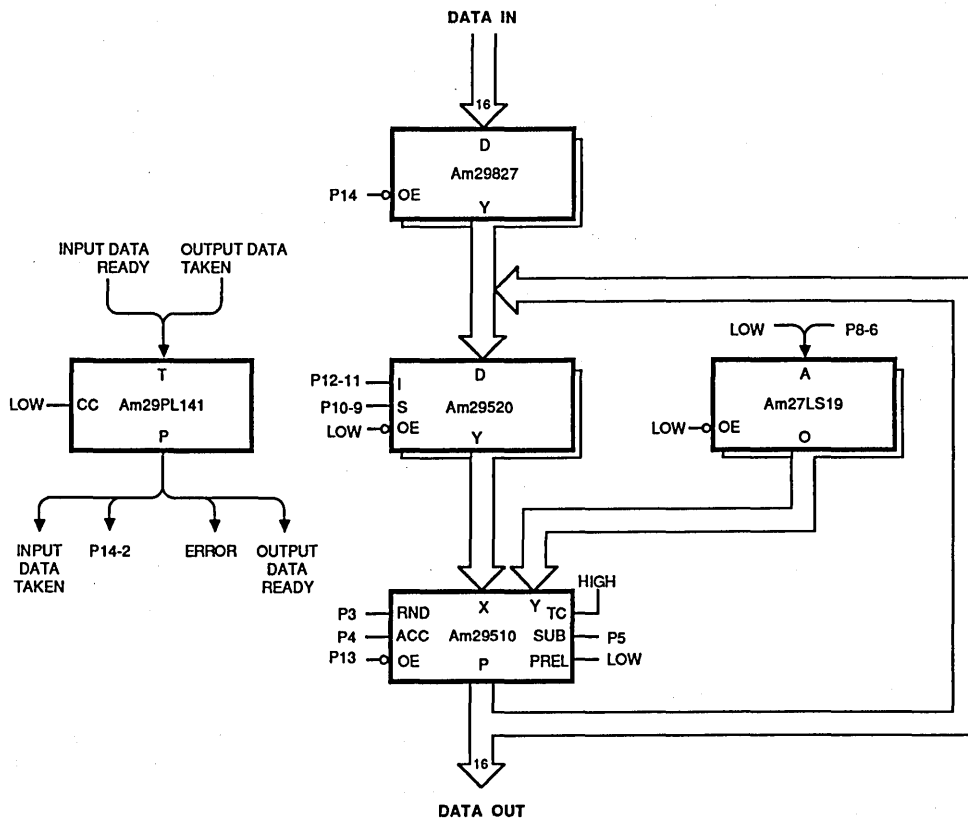 DATA IN
16
D
Am29827
P14
OE
Y
INPUT DATA
READY
OUTPUT DATA
TAKEN
T
LOW
CC
Am29PL141
P
INPUT
DATA
TAKEN
P14-2
ERROR
OUTPUT
DATA
READY
D
P12-11
I
P10-9
S
Am29520
LOW
OE
Y
LOW
P8-6
A
Am27LS19
LOW
OE
O
HIGH
X
Y
TC
P3
RND
P4
ACC
Am29510
SUB
P5
P13
OE
P
PREL
LOW
16
DATA OUT